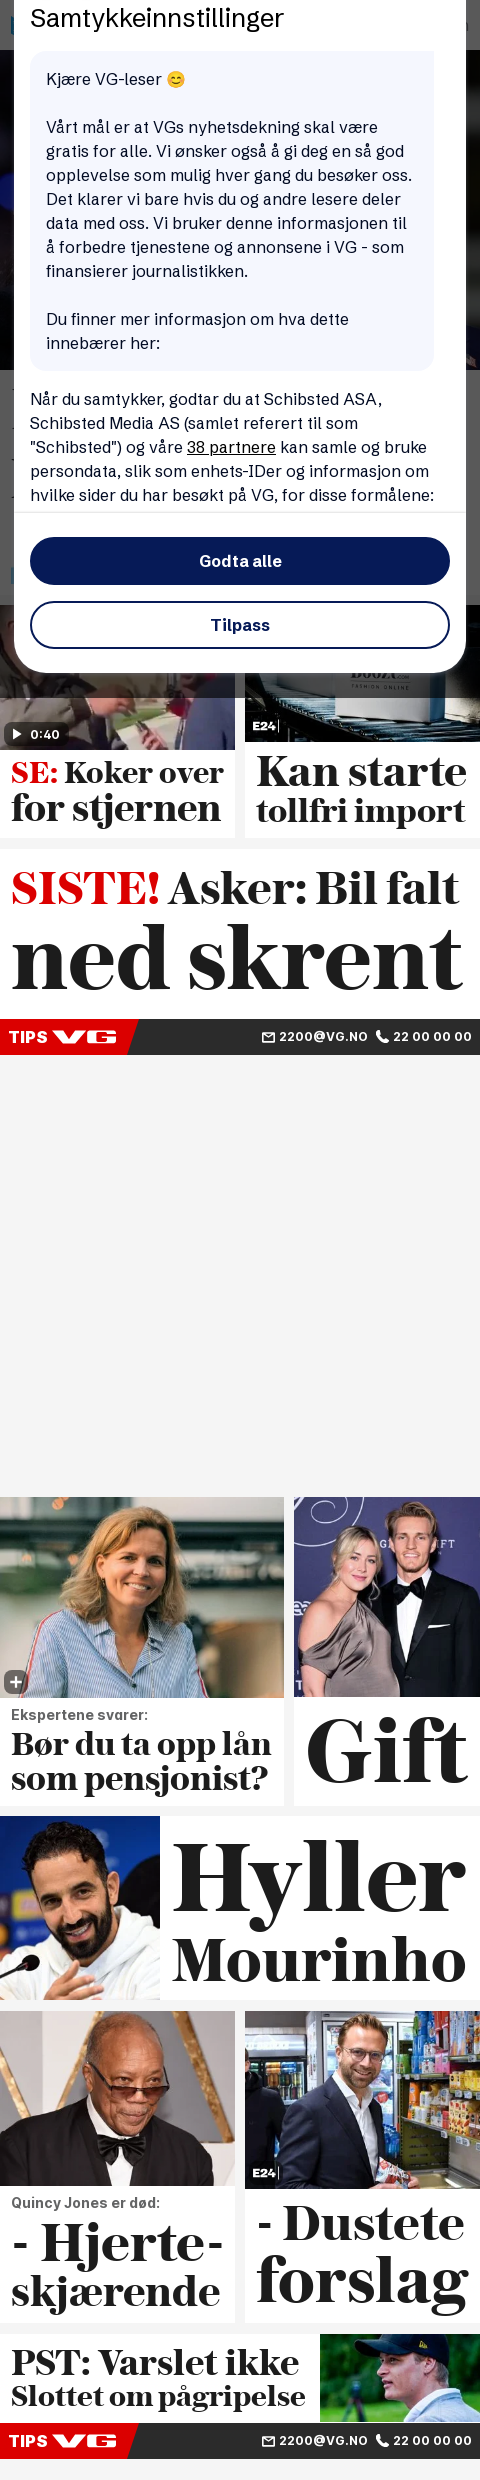 Samtykkeinnstillinger
Kjære VG-leser 😊
Vårt mål er at VGs nyhetsdekning skal være
gratis for alle. Vi ønsker også å gi deg en så god
opplevelse som mulig hver gang du besøker oss.
Det klarer vi bare hvis du og andre lesere deler
data med oss. Vi bruker denne informasjonen til
å forbedre tjenestene og annonsene i VG - som
finansierer journalistikken.
Du finner mer informasjon om hva dette
innebærer her:
Når du samtykker, godtar du at Schibsted ASA,
Schibsted Media AS (samlet referert til som
"Schibsted") og våre 38 partnere kan samle og bruke
persondata, slik som enhets-IDer og informasjon om
hvilke sider du har besøkt på VG, for disse formålene:
Godta alle
Tilpass
0:40
SE: Koker over
for stjernen
FASHION ONLINE
E24
Kan starte
tollfri import
SISTE! Asker: Bil falt
ned skrent
TIPS VG 2200@VG.NO 22 00 00 00
Ekspertene svarer:
Bør du ta opp lån
som pensjonist?
Gift
Hyller
Mourinho
Quincy Jones er død:
- Hjerte-
skjærende
E24
- Dustete
forslag
PST: Varslet ikke
Slottet om pågripelse
TIPS VG 2200@VG.NO 22 00 00 00